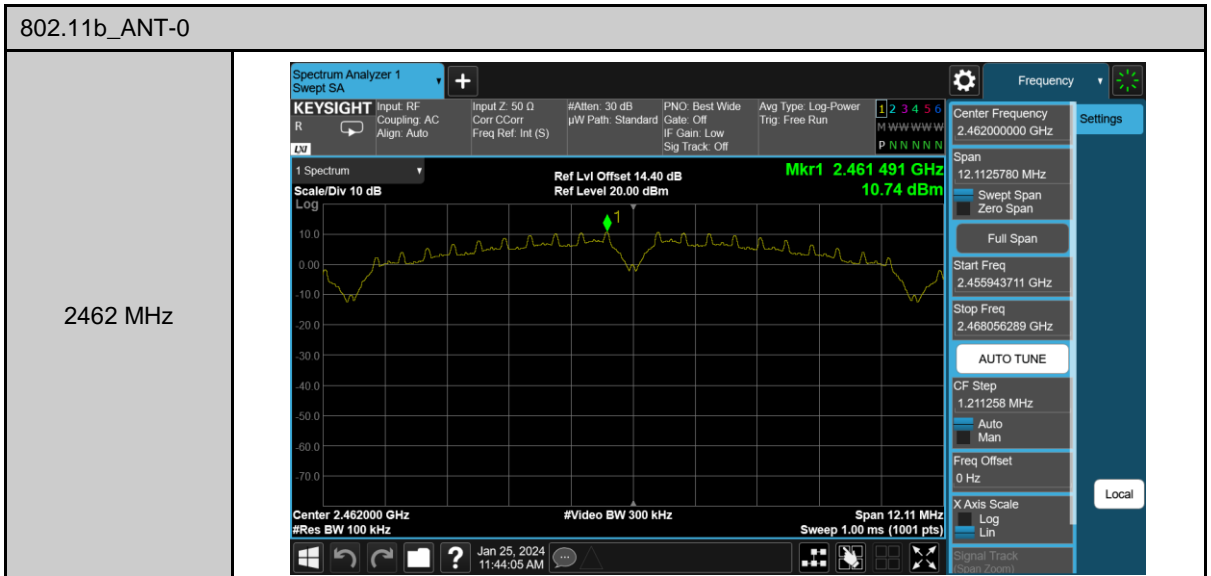 802.11b_ANT-0
2462 MHz
Spectrum Analyzer 1
Swept SA
+
Frequency
KEYSIGHT
R
LXI
Input: RF
Coupling: AC
Align: Auto
Input Z: 50 Ω
Corr CCorr
Freq Ref: Int (S)
#Atten: 30 dB
µW Path: Standard
PNO: Best Wide
Gate: Off
IF Gain: Low
Sig Track: Off
Avg Type: Log-Power
Trig: Free Run
1 2 3 4 5 6
M W W W W W
P N N N N N
1 Spectrum
Scale/Div 10 dB
Log
Ref Lvl Offset 14.40 dB
Ref Level 20.00 dBm
Mkr1 2.461 491 GHz
10.74 dBm
1
10.0
0.00
-10.0
-20.0
-30.0
-40.0
-50.0
-60.0
-70.0
Center 2.462000 GHz
#Res BW 100 kHz
#Video BW 300 kHz
Span 12.11 MHz
Sweep 1.00 ms (1001 pts)
?
Jan 25, 2024
11:44:05 AM
Center Frequency
2.462000000 GHz
Span
12.1125780 MHz
Swept Span
Zero Span
Full Span
Start Freq
2.455943711 GHz
Stop Freq
2.468056289 GHz
AUTO TUNE
CF Step
1.211258 MHz
Auto
Man
Freq Offset
0 Hz
X Axis Scale
Log
Lin
Signal Track
(Span Zoom)
Settings
Local